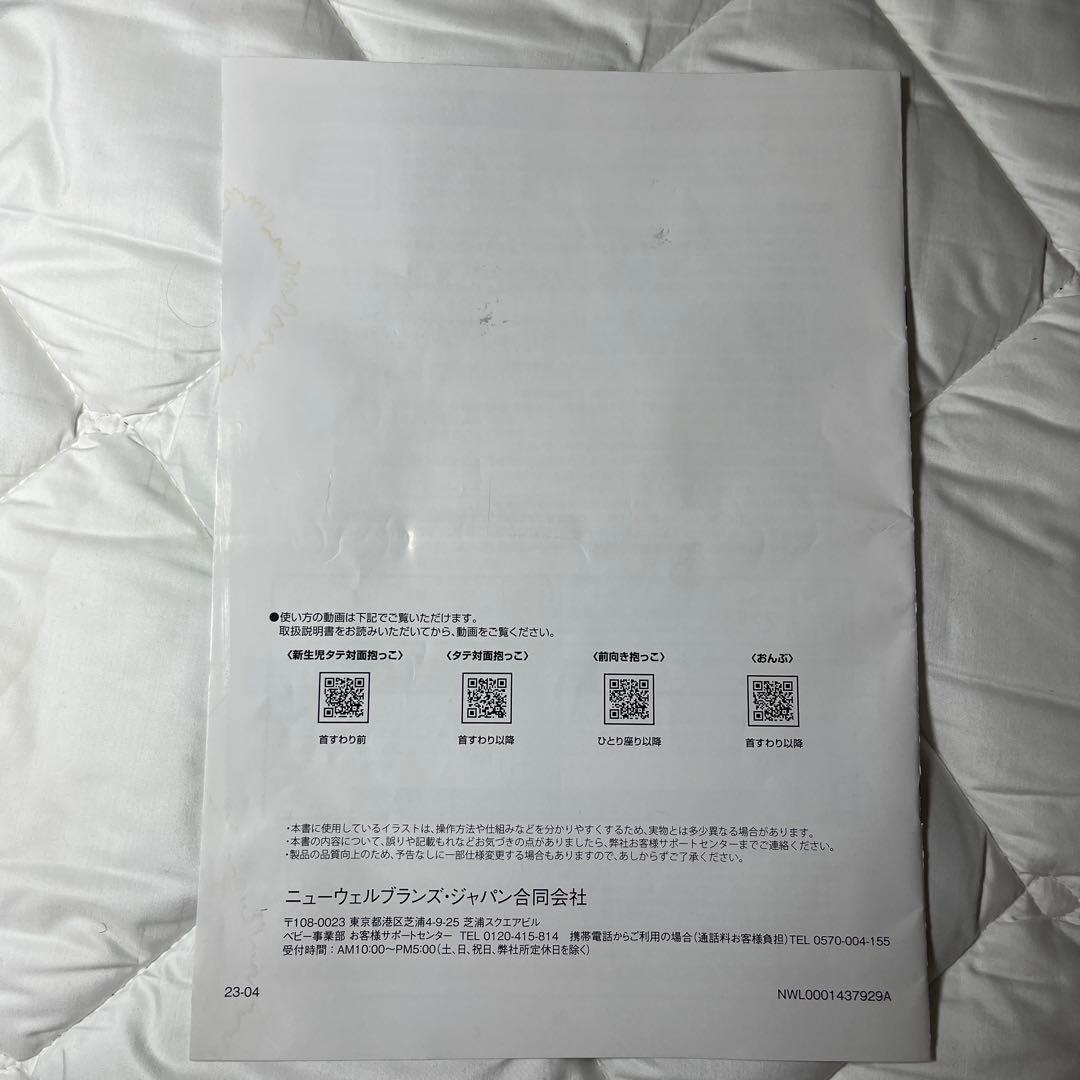 ●使い方の動画は下記でご覧いただけます。
取扱説明書をお読みいただいてから、動画をご覧ください。
〈新生児タテ対面抱っこ〉 〈タテ対面抱っこ〉 〈前向き抱っこ〉 〈おんぶ〉
首すわり前 首すわり以降 ひとり座り以降 首すわり以降
・本書に使用しているイラストは、操作方法や仕組みなどを分かりやすくするため、実物とは多少異なる場合があります。
・本書の内容について、誤りや記載もれなどお気づきの点がありましたら、弊社お客様サポートセンターまでご連絡ください。
・製品の品質向上のため、予告なしに一部仕様変更する場合もありますので、あしからずご了承ください。
ニューウェルブランズ・ジャパン合同会社
〒108-0023 東京都港区芝浦4-9-25 芝浦スクエアビル
ベビー事業部 お客様サポートセンター TEL 0120-415-814 携帯電話からご利用の場合（通話料お客様負担）TEL 0570-004-155
受付時間：AM10:00〜PM5:00（土、日、祝日、弊社所定休日を除く）
23-04 NWL0001437929A